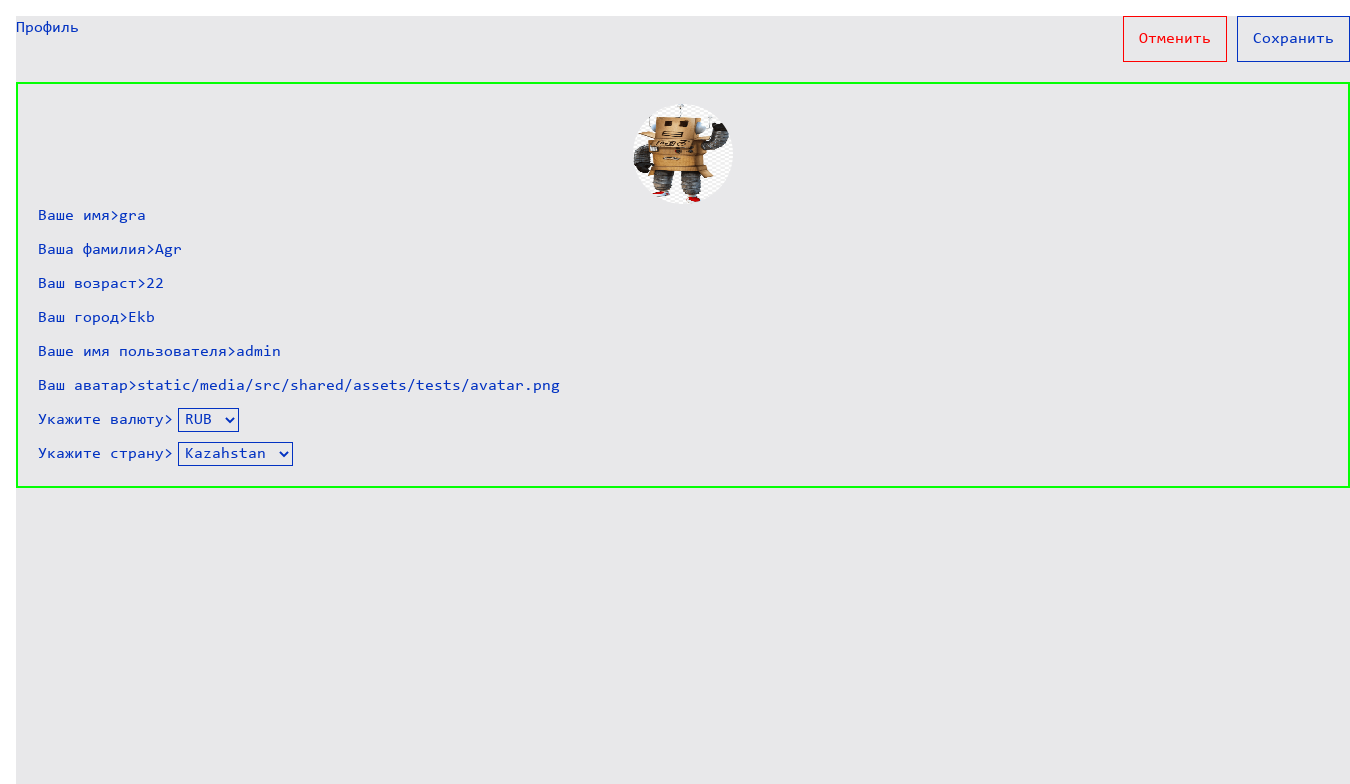 Профиль
Отменить
Сохранить
Ваше имя>gra
Ваша фамилия>Agr
Ваш возраст>22
Ваш город>Ekb
Ваше имя пользователя>admin
Ваш аватар>static/media/src/shared/assets/tests/avatar.png
Укажите валюту> RUB
Укажите страну> Kazahstan